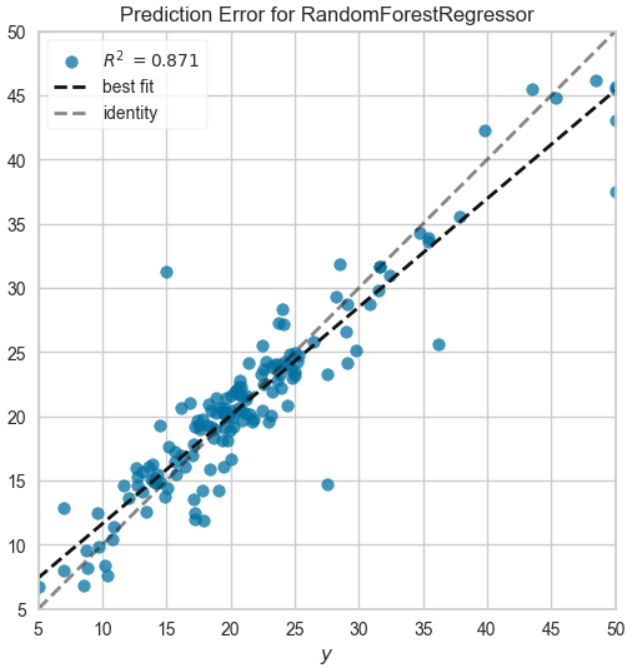 Prediction Error for RandomForestRegressor
50
R² = 0.871
best fit
45
identity
40
35
30
25
20
15
10
5
5 10 15 20 25 30 35 40 45 50
y